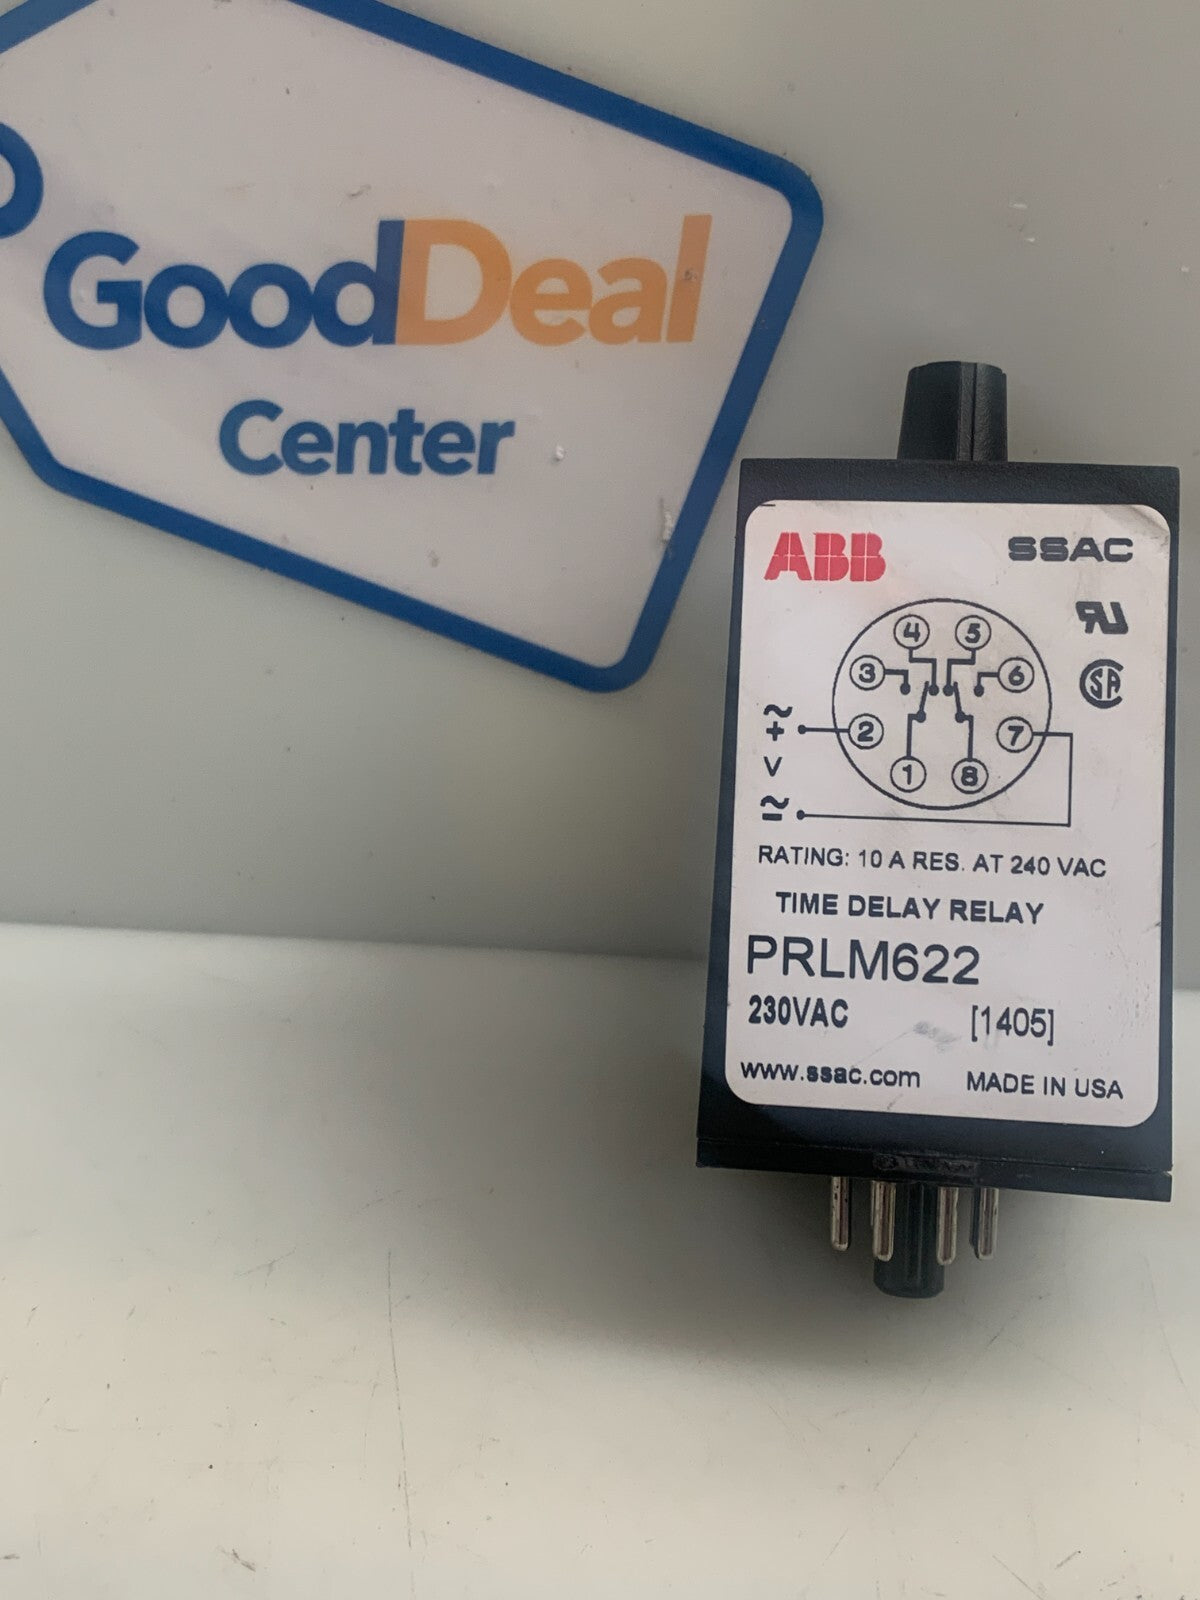 GoodDeal
Center
ABB SSAC
4 5
3 6
2 7
1 8
~
+
V
~
-
RATING: 10 A RES. AT 240 VAC
TIME DELAY RELAY
PRLM622
230VAC [1405]
www.ssac.com MADE IN USA